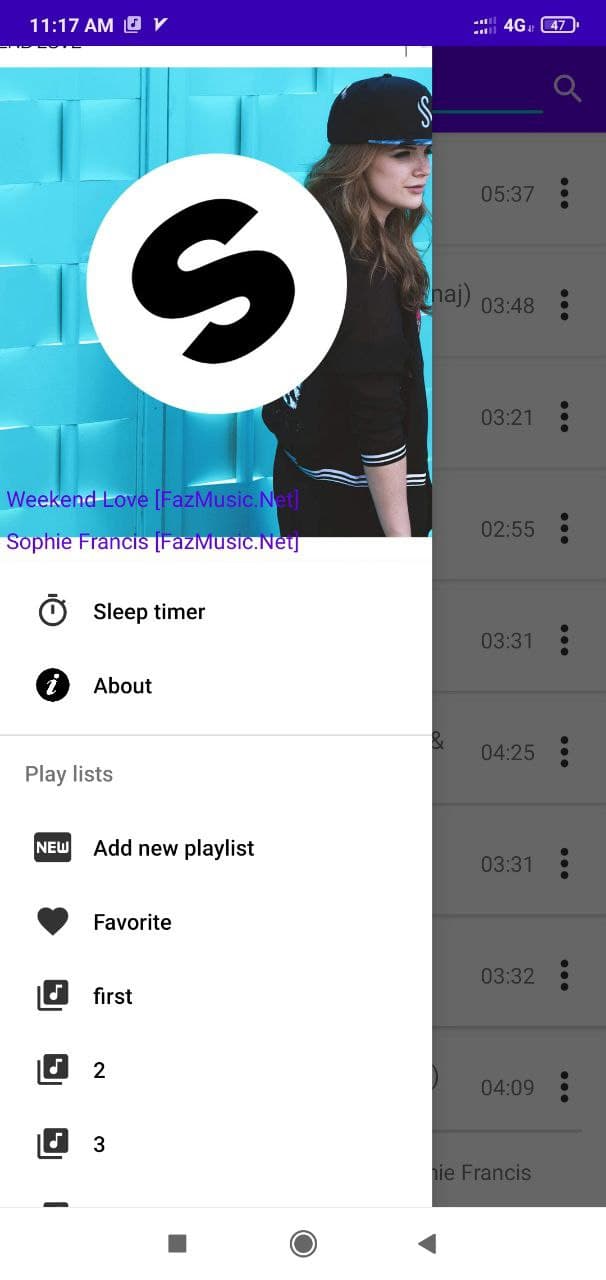 11:17 AM 4G 47
05:37
naj) 03:48
Weekend Love [FazMusic.Net]
Sophie Francis [FazMusic.Net]
03:21
02:55
Sleep timer
03:31
About
& 04:25
Play lists
Add new playlist
NEW
03:31
Favorite
first
03:32
2
) 04:09
3
nie Francis